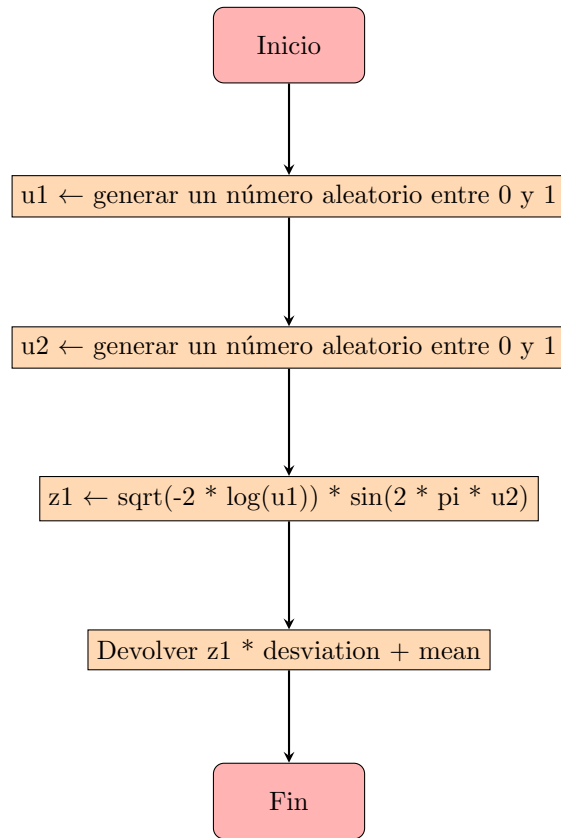 Inicio
u1 ← generar un número aleatorio entre 0 y 1
u2 ← generar un número aleatorio entre 0 y 1
z1 ← sqrt(-2 * log(u1)) * sin(2 * pi * u2)
Devolver z1 * desviation + mean
Fin